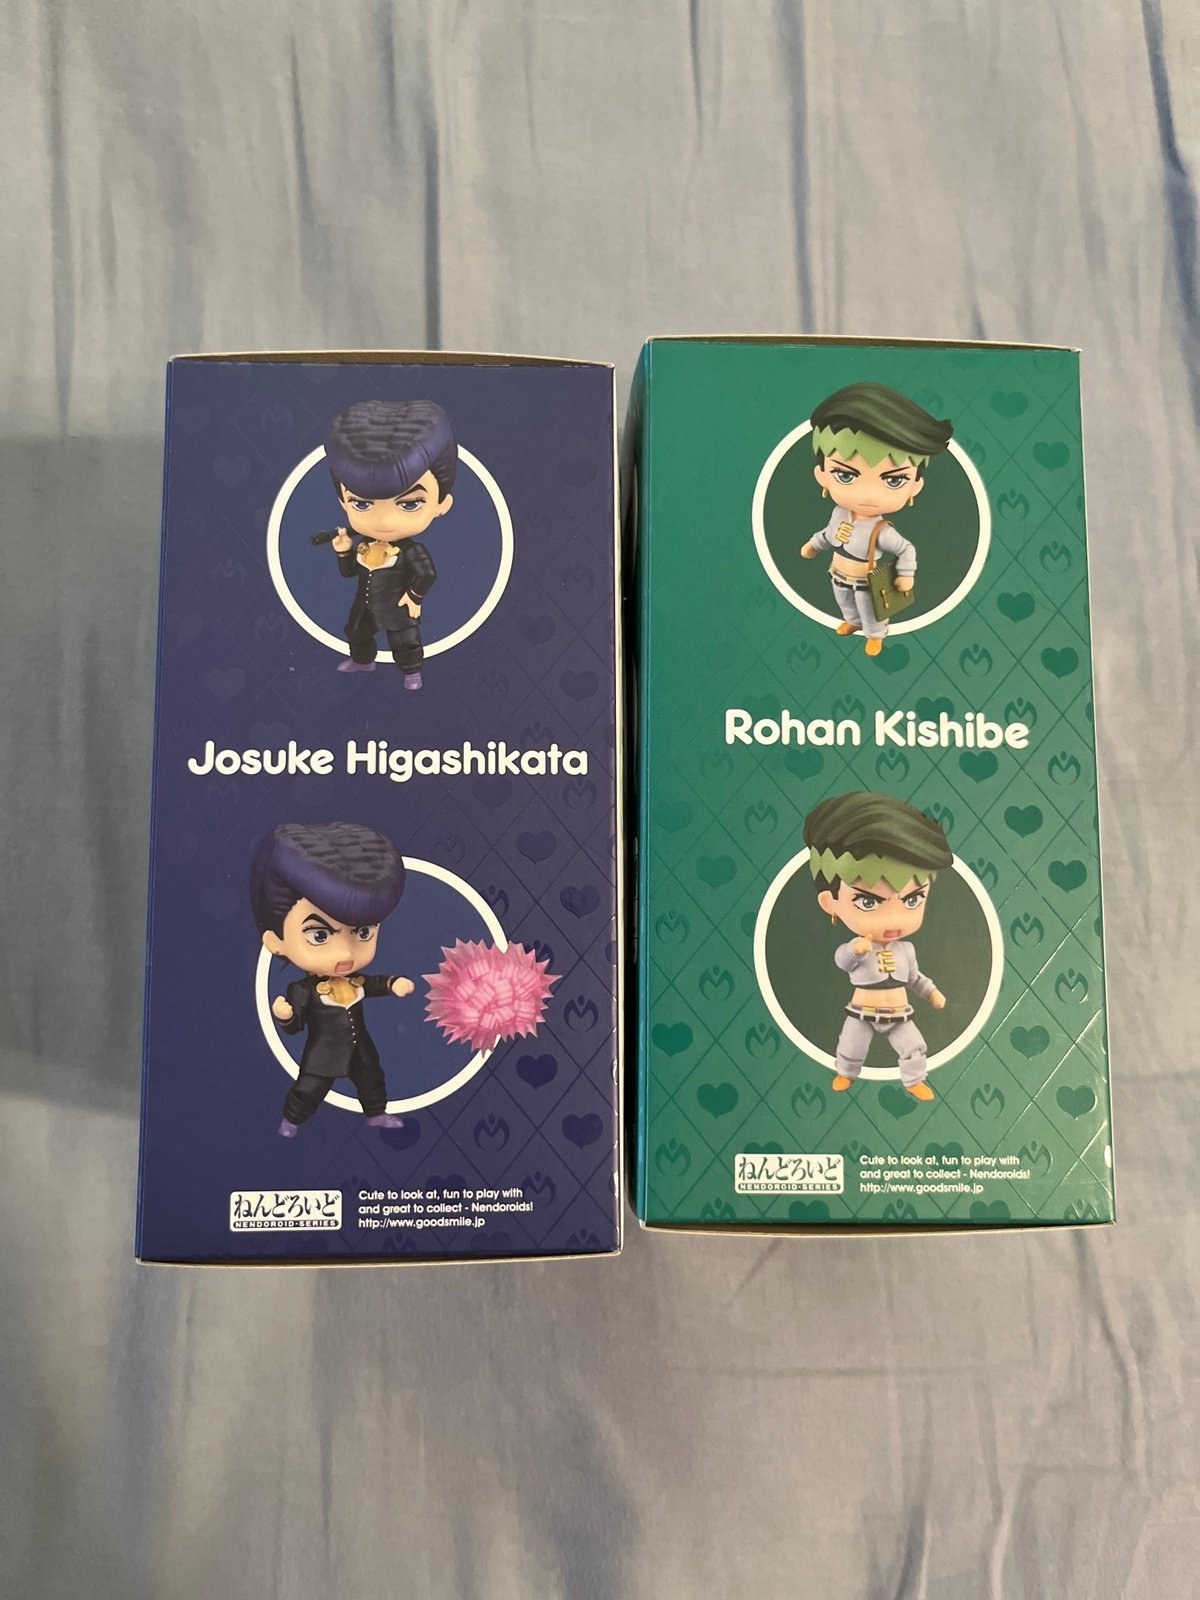 Josuke Higashikata
ねんどろいど
NENDOROID·SERIES
Cute to look at, fun to play with
and great to collect - Nendoroids!
http://www.goodsmile.jp
Rohan Kishibe
ねんどろいど
NENDOROID·SERIES
Cute to look at, fun to play with
and great to collect - Nendoroids!
http://www.goodsmile.jp